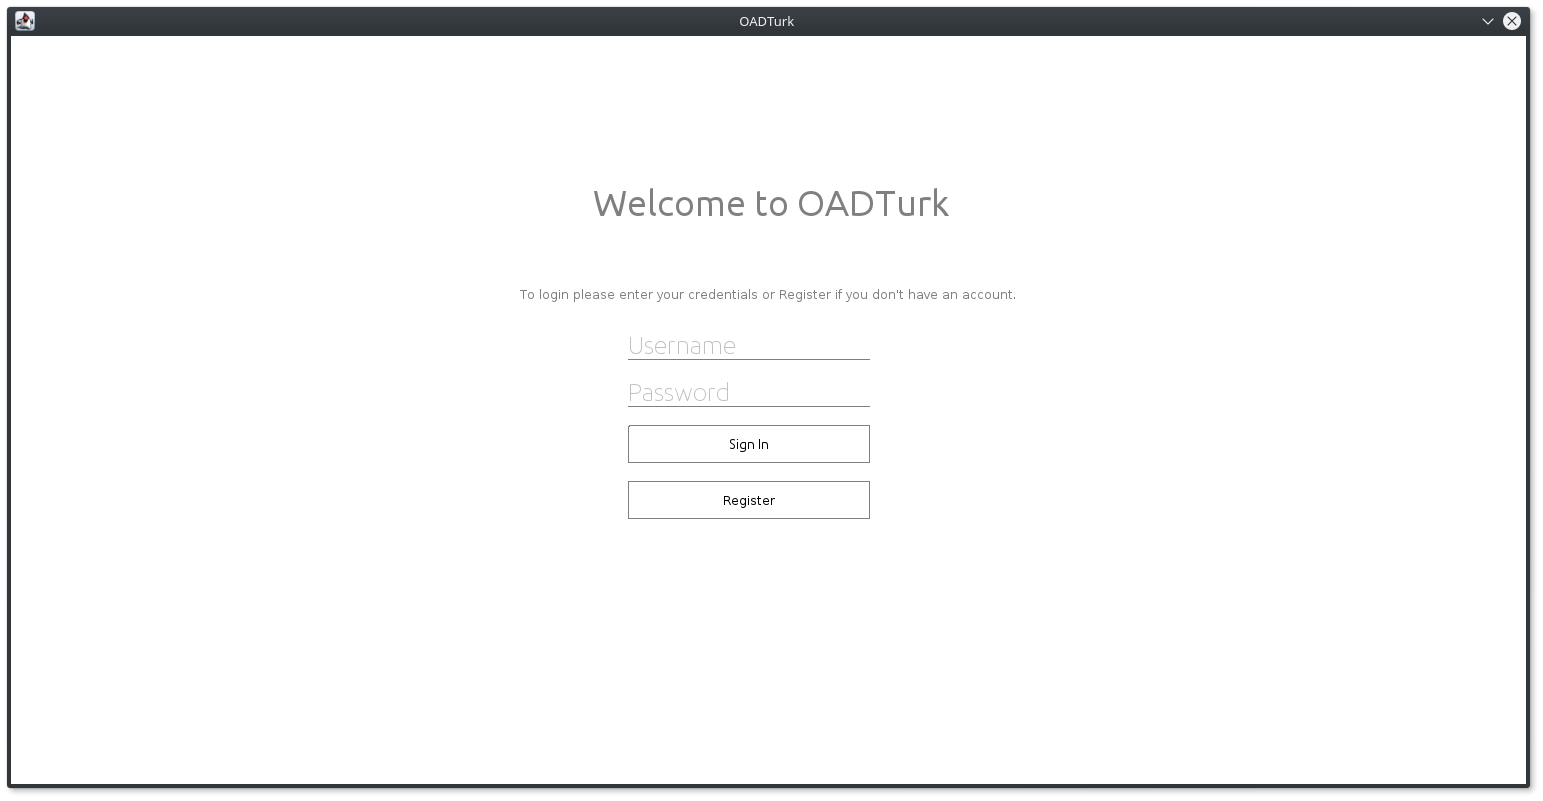 OADTurk
Welcome to OADTurk
To login please enter your credentials or Register if you don't have an account.
Username
Password
Sign In
Register